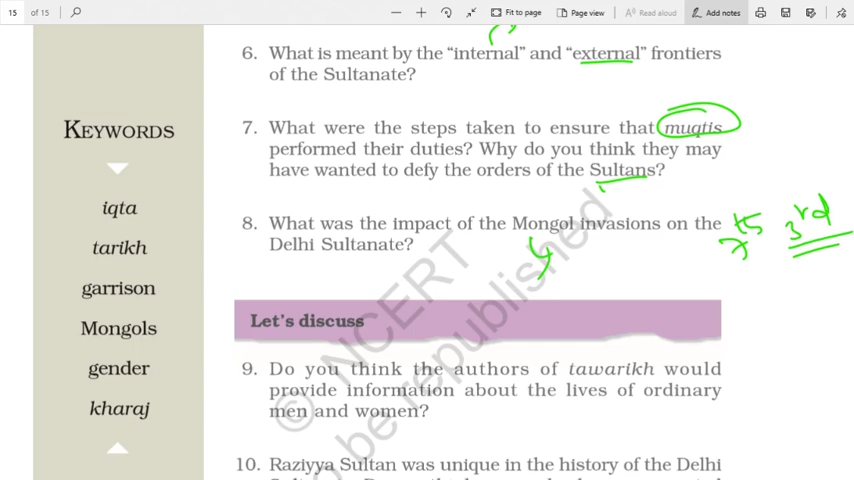 15 of 15
Fit to page
Page view
Read aloud
Add notes
6. What is meant by the “internal” and “external” frontiers
of the Sultanate?
KEYWORDS
iqta
tarikh
garrison
Mongols
gender
kharaj
7. What were the steps taken to ensure that muqtis
performed their duties? Why do you think they may
have wanted to defy the orders of the Sultans?
8. What was the impact of the Mongol invasions on the
Delhi Sultanate?
7th 3rd
Let’s discuss
9. Do you think the authors of tawarikh would
provide information about the lives of ordinary
men and women?
10. Raziyya Sultan was unique in the history of the Delhi
© NCERT
be republished